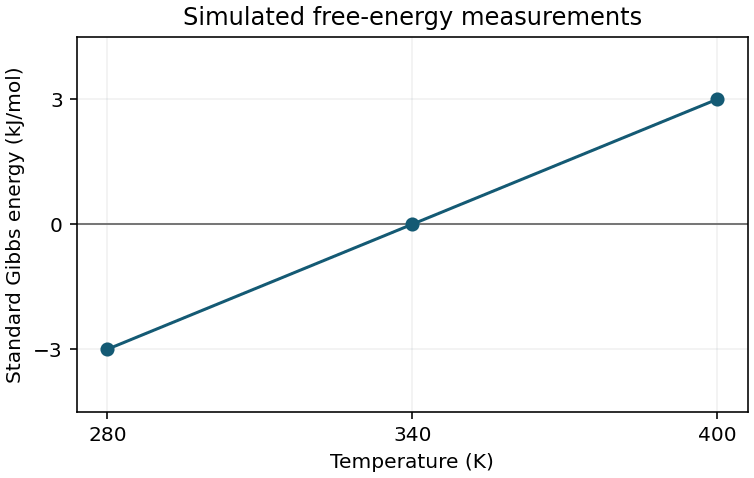 Simulated free-energy measurements
Standard Gibbs energy (kJ/mol)
3
0
−3
280 340 400
Temperature (K)